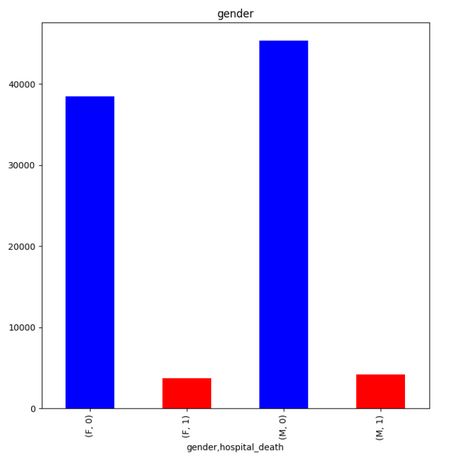 gender
40000
30000
20000
10000
0
(F, 0)
(F, 1)
(M, 0)
(M, 1)
gender,hospital_death